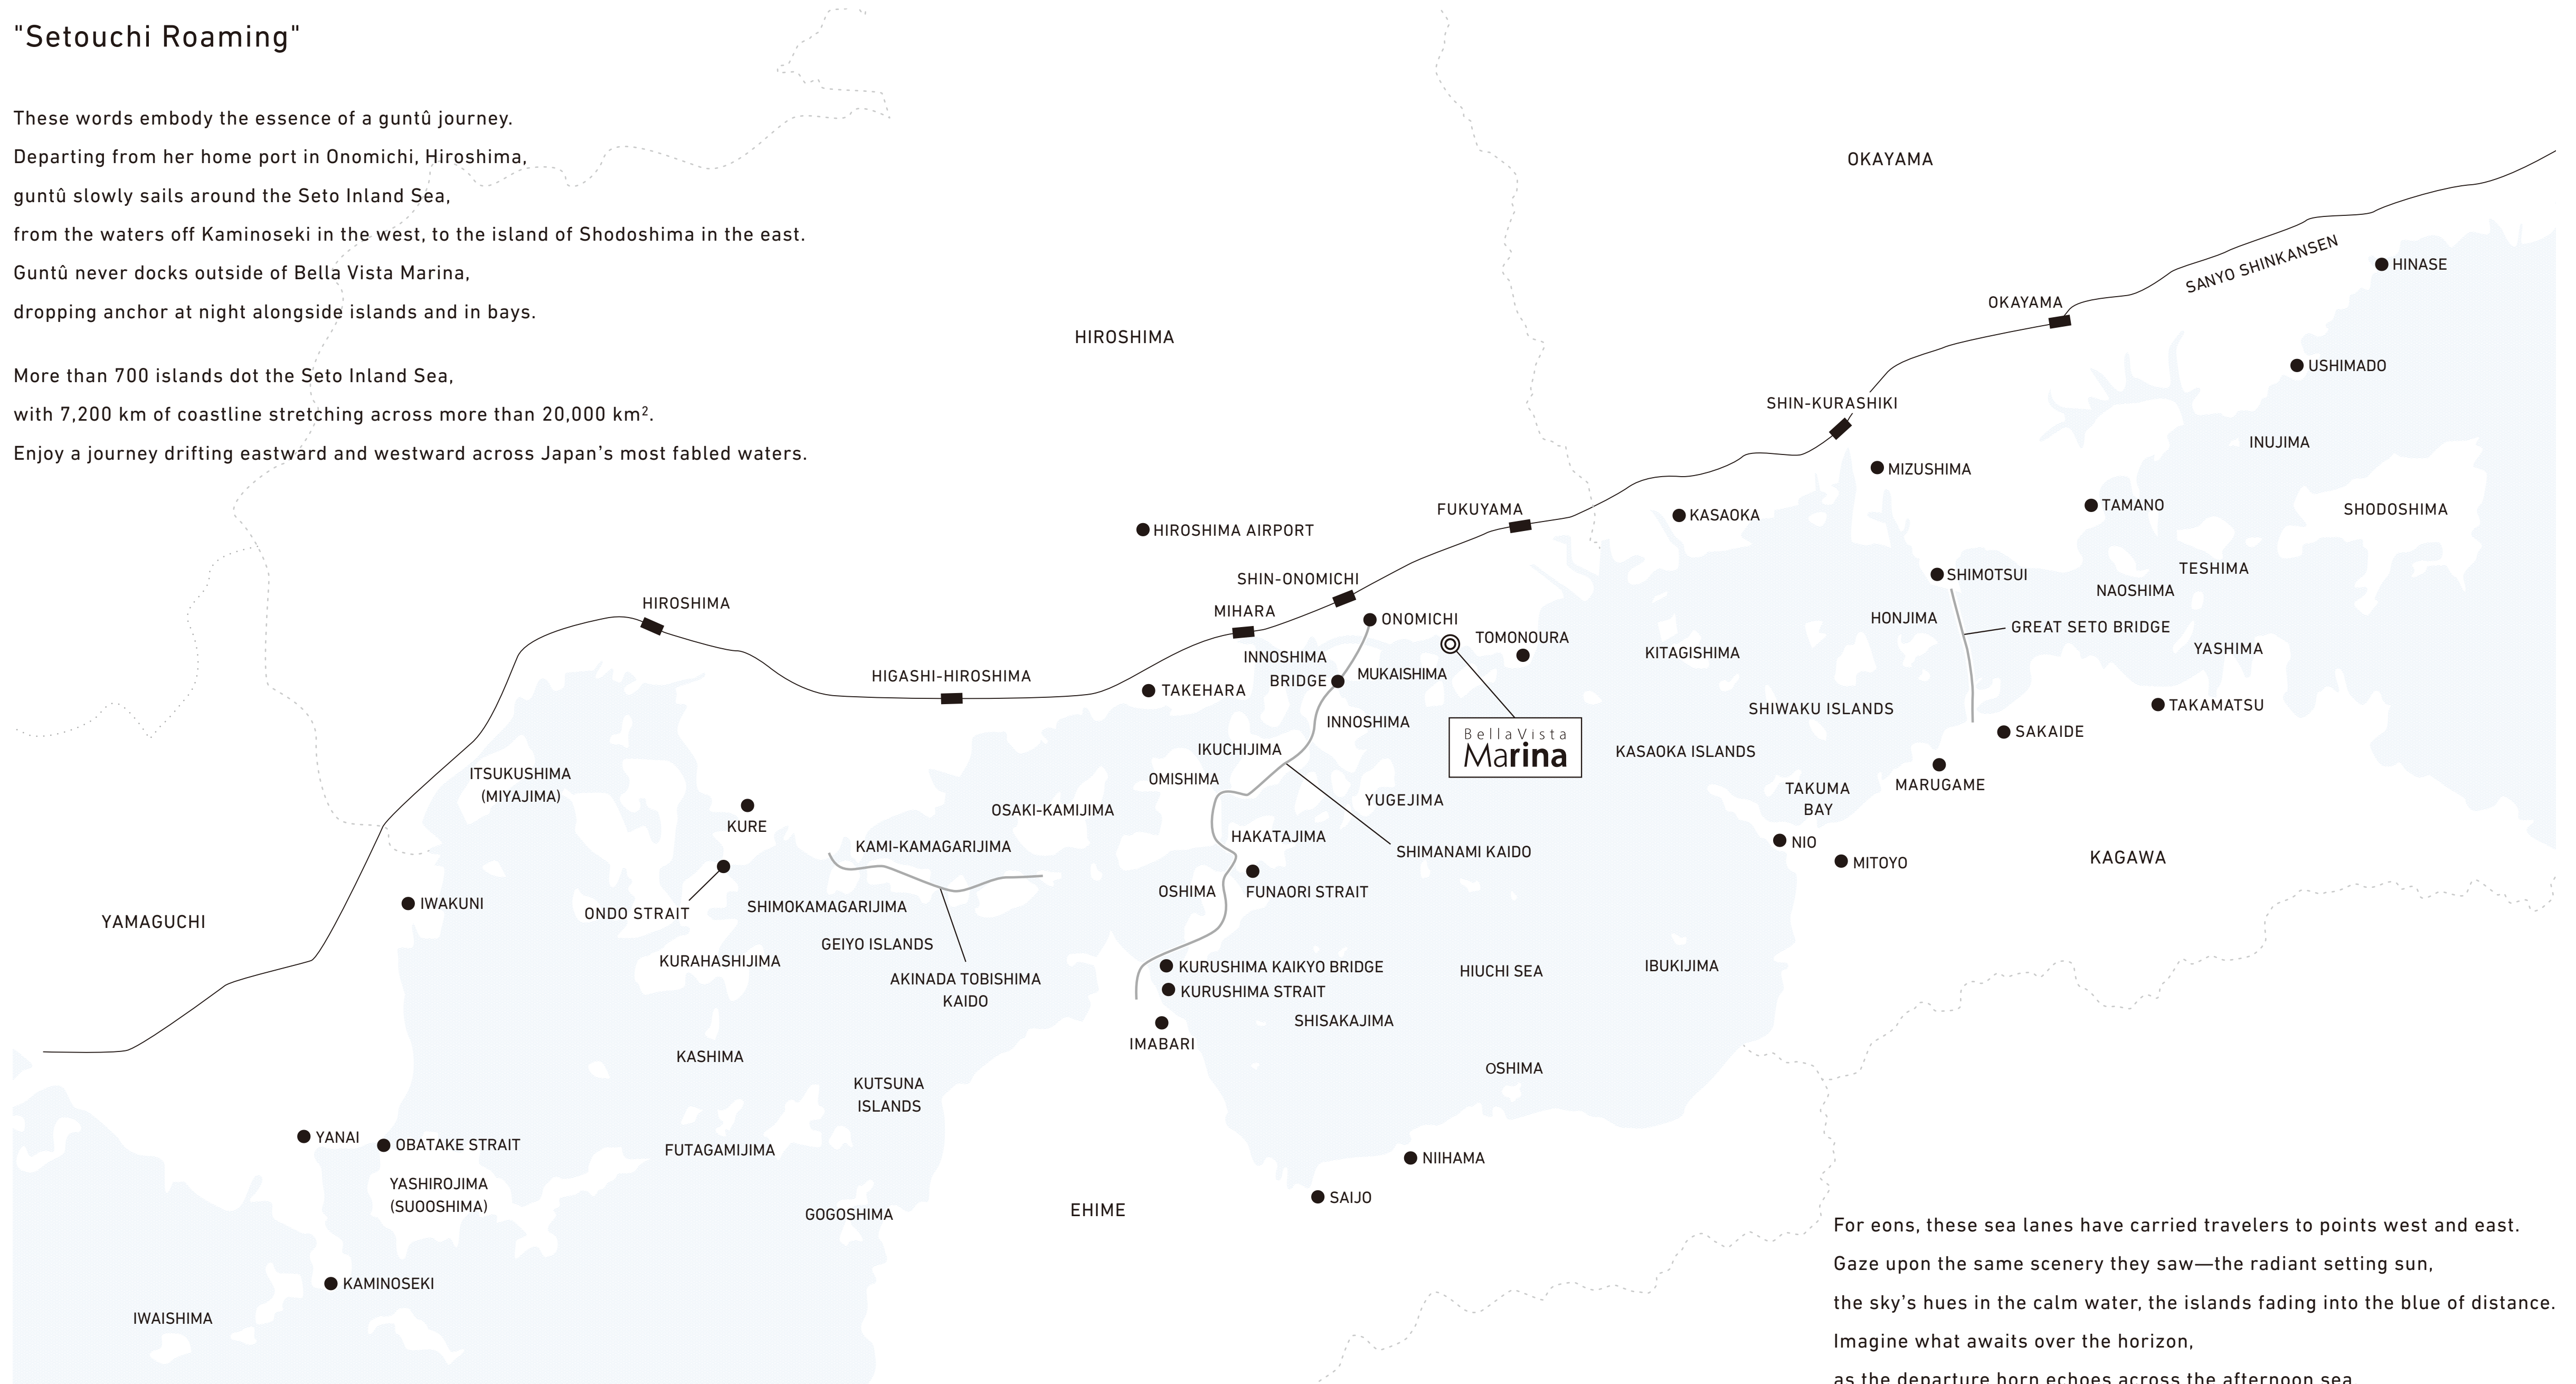 "Setouchi Roaming"
These words embody the essence of a guntû journey.
Departing from her home port in Onomichi, Hiroshima,
guntû slowly sails around the Seto Inland Sea,
from the waters off Kaminoseki in the west, to the island of Shodoshima in the east.
Guntû never docks outside of Bella Vista Marina,
dropping anchor at night alongside islands and in bays.
More than 700 islands dot the Seto Inland Sea,
with 7,200 km of coastline stretching across more than 20,000 km².
Enjoy a journey drifting eastward and westward across Japan’s most fabled waters.
OKAYAMA
SANYO SHINKANSEN
HINASE
OKAYAMA
HIROSHIMA
USHIMADO
SHIN-KURASHIKI
INUJIMA
MIZUSHIMA
TAMANO
SHODOSHIMA
FUKUYAMA
KASAOKA
HIROSHIMA AIRPORT
TESHIMA
SHIMOTSUI
SHIN-ONOMICHI
NAOSHIMA
HIROSHIMA
MIHARA
ONOMICHI
HONJIMA
GREAT SETO BRIDGE
TOMONOURA
YASHIMA
KITAGISHIMA
INNOSHIMA
BRIDGE
MUKAISHIMA
HIGASHI-HIROSHIMA
TAKEHARA
TAKAMATSU
SHIWAKU ISLANDS
INNOSHIMA
SAKAIDE
BellaVista
Marina
IKUCHIJIMA
KASAOKA ISLANDS
ITSUKUSHIMA
(MIYAJIMA)
OMISHIMA
MARUGAME
TAKUMA
BAY
YUGEJIMA
OSAKI-KAMIJIMA
KURE
HAKATAJIMA
NIO
KAMI-KAMAGARIJIMA
SHIMANAMI KAIDO
KAGAWA
MITOYO
OSHIMA
FUNAORI STRAIT
IWAKUNI
SHIMOKAMAGARIJIMA
ONDO STRAIT
YAMAGUCHI
GEIYO ISLANDS
KURAHASHIJIMA
KURUSHIMA KAIKYO BRIDGE
HIUCHI SEA
IBUKIJIMA
AKINADA TOBISHIMA
KAIDO
KURUSHIMA STRAIT
SHISAKAJIMA
IMABARI
KASHIMA
OSHIMA
KUTSUNA
ISLANDS
YANAI
OBATAKE STRAIT
FUTAGAMIJIMA
NIIHAMA
YASHIROJIMA
(SUOOSHIMA)
SAIJO
EHIME
GOGOSHIMA
KAMINOSEKI
IWAISHIMA
For eons, these sea lanes have carried travelers to points west and east.
Gaze upon the same scenery they saw—the radiant setting sun,
the sky’s hues in the calm water, the islands fading into the blue of distance.
Imagine what awaits over the horizon,
as the departure horn echoes across the afternoon sea